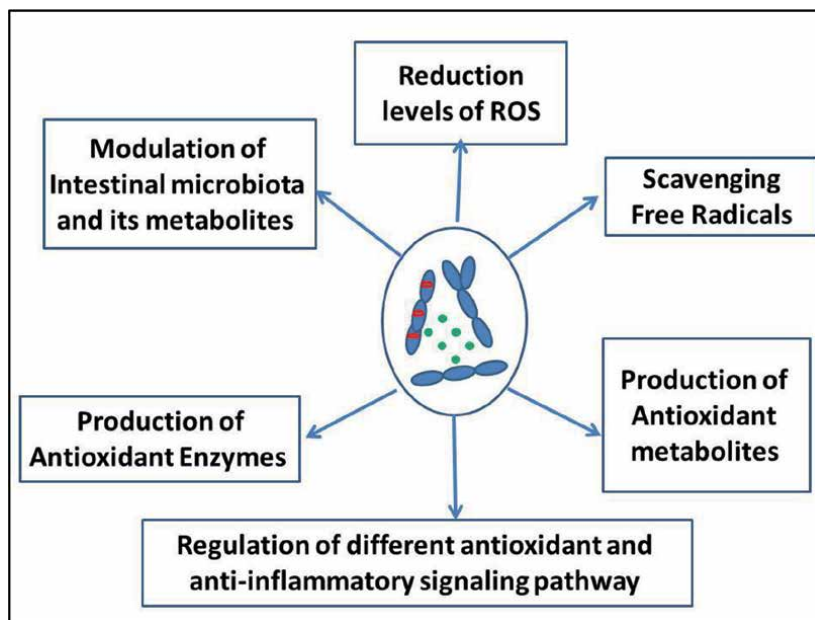 Reduction
levels of ROS
Modulation of
Intestinal microbiota
and its metabolites
Scavenging
Free Radicals
Production of
Antioxidant
metabolites
Production of
Antioxidant Enzymes
Regulation of different antioxidant and
anti-inflammatory signaling pathway